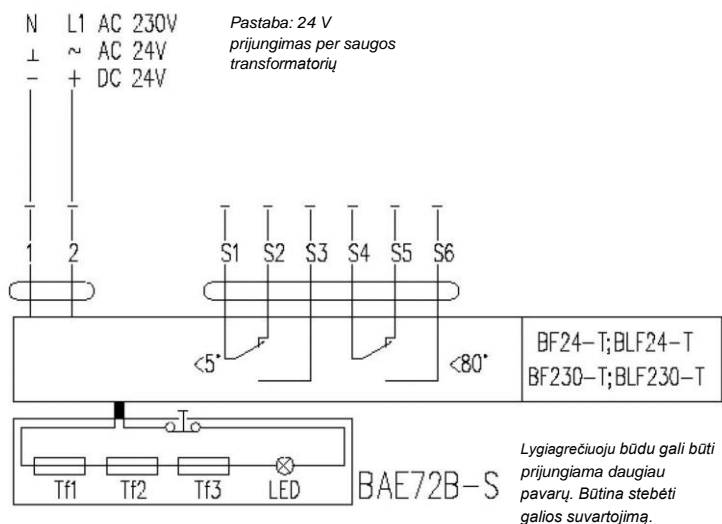 N L1 AC 230V
⊥ ~ AC 24V
− + DC 24V
Pastaba: 24 V
prijungimas per saugos
transformatorių
1 2 S1 S2 S3 S4 S5 S6
<5° <80°
BF24-T;BLF24-T
BF230-T;BLF230-T
Tf1 Tf2 Tf3 LED
BAE72B-S
Lygiagrečiuoju būdu gali būti
prijungiama daugiau
pavarų. Būtina stebėti
galios suvartojimą.